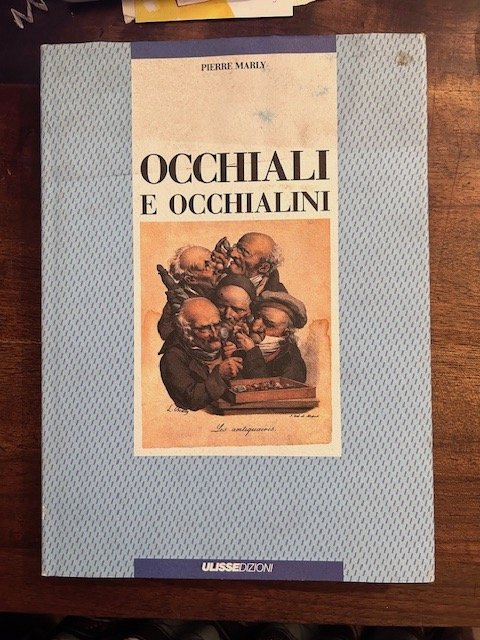 PIERRE MARLY
OCCHIALI
E OCCHIALINI
Les antiquaires.
ULISSEDIZIONI